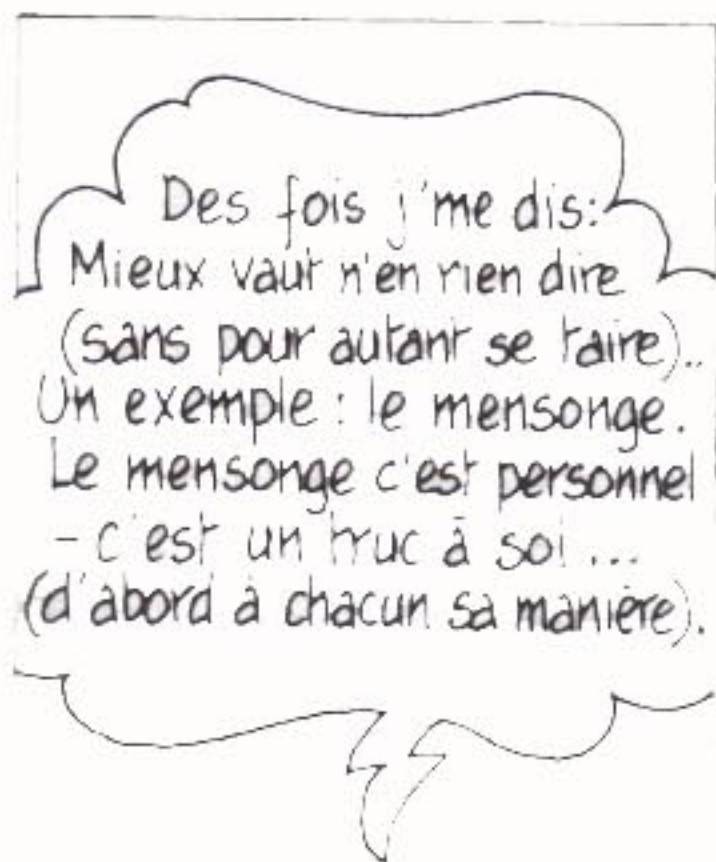 Des fois j'me dis:
Mieux vaut n'en rien dire
(sans pour autant se taire)..
Un exemple : le mensonge.
Le mensonge c'est personnel
- c'est un truc à soi ...
(d'abord à chacun sa manière).